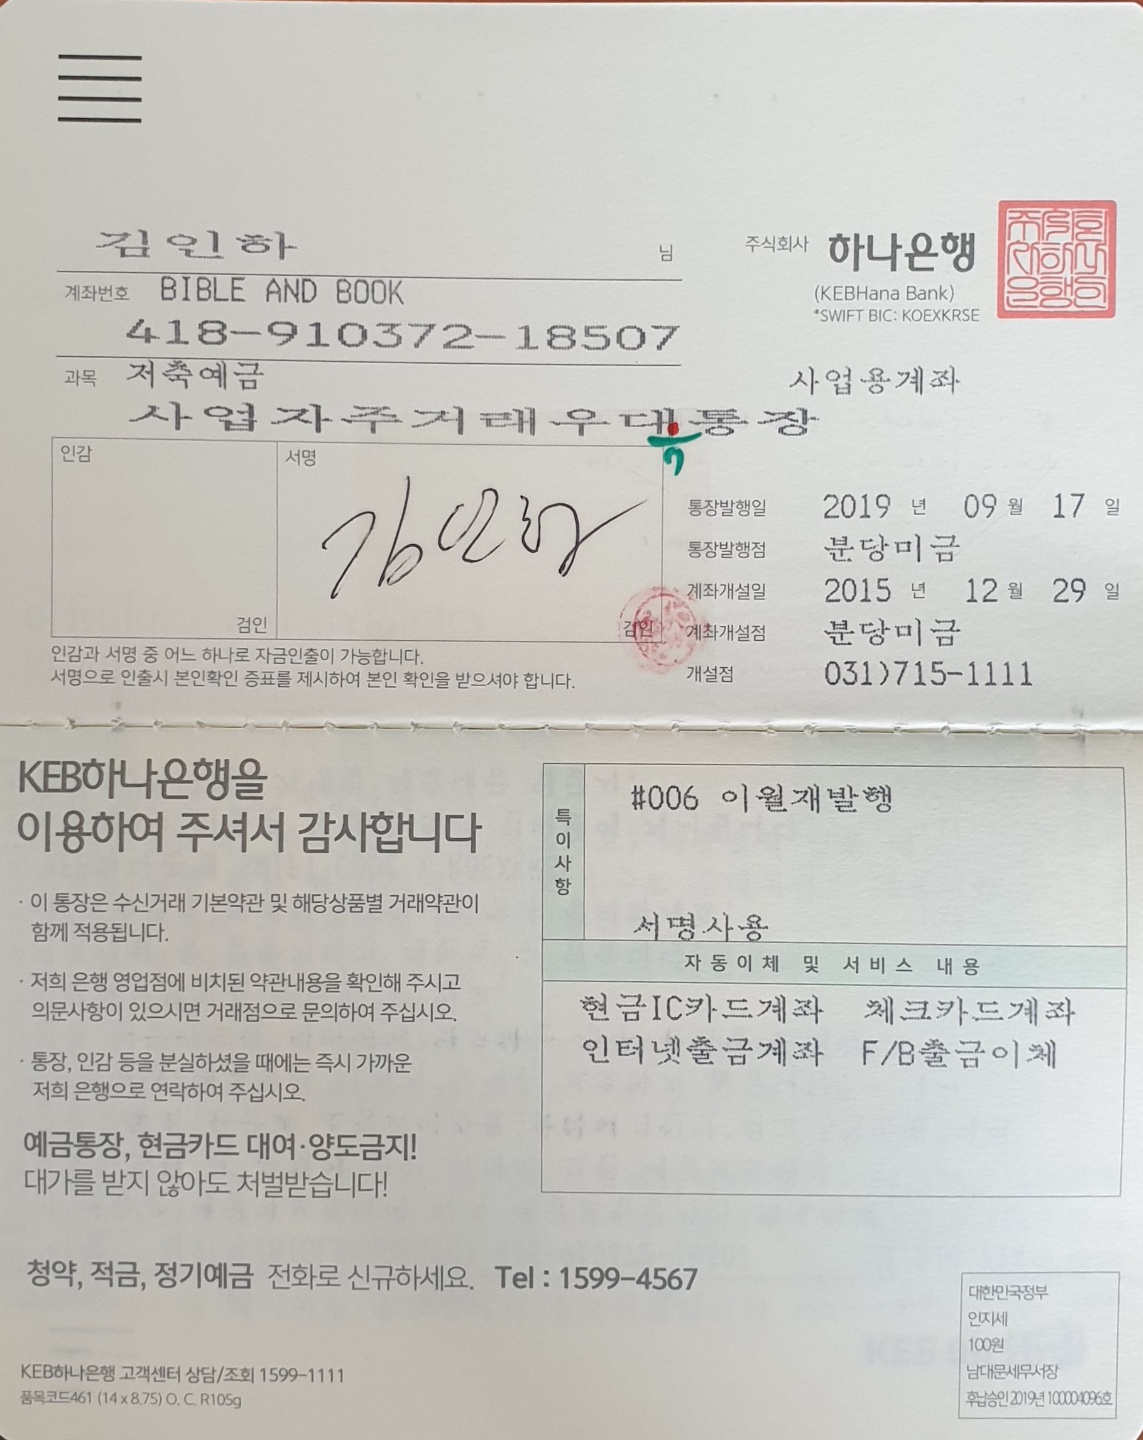 김인하 님
계좌번호 BIBLE AND BOOK
418-910372-18507
과목 저축예금
사업자주거래우대통장
주식회사 하나은행
(KEBHana Bank)
*SWIFT BIC: KOEXKRSE
사업용계좌
인감
검인
서명
김인하
검인
통장발행일 2019 년 09 월 17 일
통장발행점 분당미금
계좌개설일 2015 년 12 월 29 일
계좌개설점 분당미금
개설점 031)715-1111
인감과 서명 중 어느 하나로 자금인출이 가능합니다.
서명으로 인출시 본인확인 증표를 제시하여 본인 확인을 받으셔야 합니다.
KEB하나은행을
이용하여 주셔서 감사합니다
· 이 통장은 수신거래 기본약관 및 해당상품별 거래약관이
함께 적용됩니다.
· 저희 은행 영업점에 비치된 약관내용을 확인해 주시고
의문사항이 있으시면 거래점으로 문의하여 주십시오.
· 통장, 인감 등을 분실하셨을 때에는 즉시 가까운
저희 은행으로 연락하여 주십시오.
예금통장, 현금카드 대여·양도금지!
대가를 받지 않아도 처벌받습니다!
특이사항
#006 이월재발행
서명사용
자동이체 및 서비스 내용
현금IC카드계좌 체크카드계좌
인터넷출금계좌 F/B출금이체
청약, 적금, 정기예금 전화로 신규하세요. Tel : 1599-4567
KEB하나은행 고객센터 상담/조회 1599-1111
품목코드461 (14 x 8.75) O. C. R105g
대한민국정부
인지세
100원
남대문세무서장
후납승인 2019년 100004096호